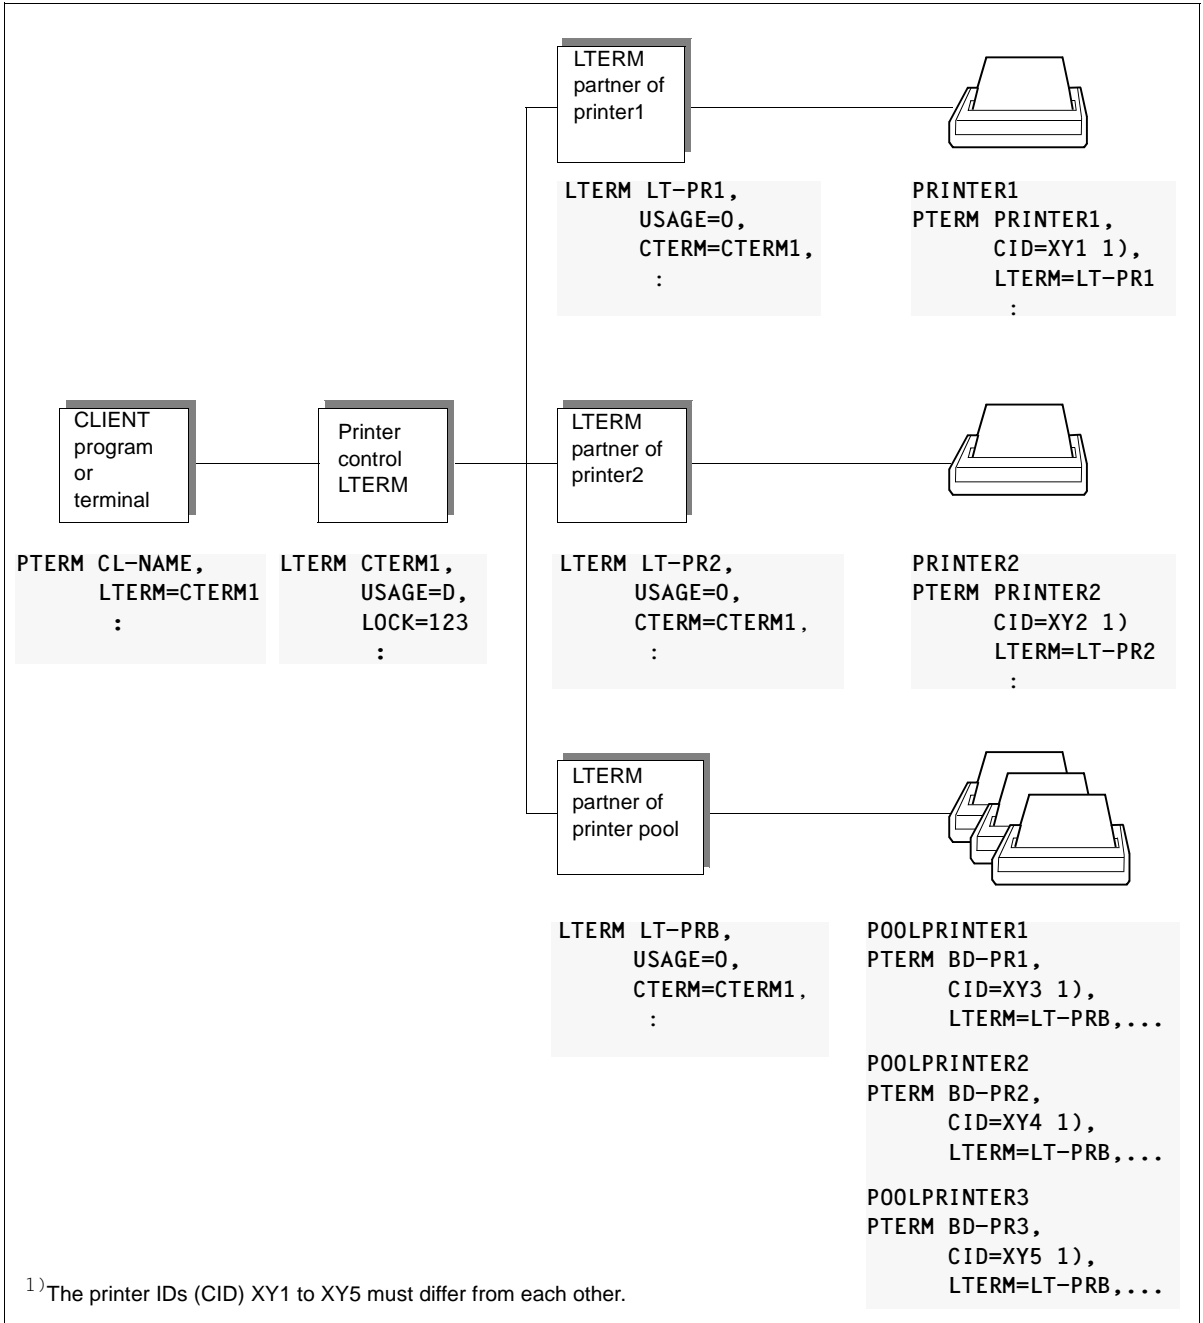 LTERM
partner of
printer1
LTERM LT-PR1,
USAGE=O,
CTERM=CTERM1,
:
PRINTER1
PTERM PRINTER1,
CID=XY1 1),
LTERM=LT-PR1
:
CLIENT
program
or
terminal
Printer
control
LTERM
LTERM
partner of
printer2
PTERM CL-NAME,
LTERM=CTERM1
:
LTERM CTERM1,
USAGE=D,
LOCK=123
:
LTERM LT-PR2,
USAGE=O,
CTERM=CTERM1,
:
PRINTER2
PTERM PRINTER2
CID=XY2 1)
LTERM=LT-PR2
:
LTERM
partner of
printer pool
LTERM LT-PRB,
USAGE=O,
CTERM=CTERM1,
:
POOLPRINTER1
PTERM BD-PR1,
CID=XY3 1),
LTERM=LT-PRB,...
POOLPRINTER2
PTERM BD-PR2,
CID=XY4 1),
LTERM=LT-PRB,...
POOLPRINTER3
PTERM BD-PR3,
CID=XY5 1),
LTERM=LT-PRB,...
1) The printer IDs (CID) XY1 to XY5 must differ from each other.